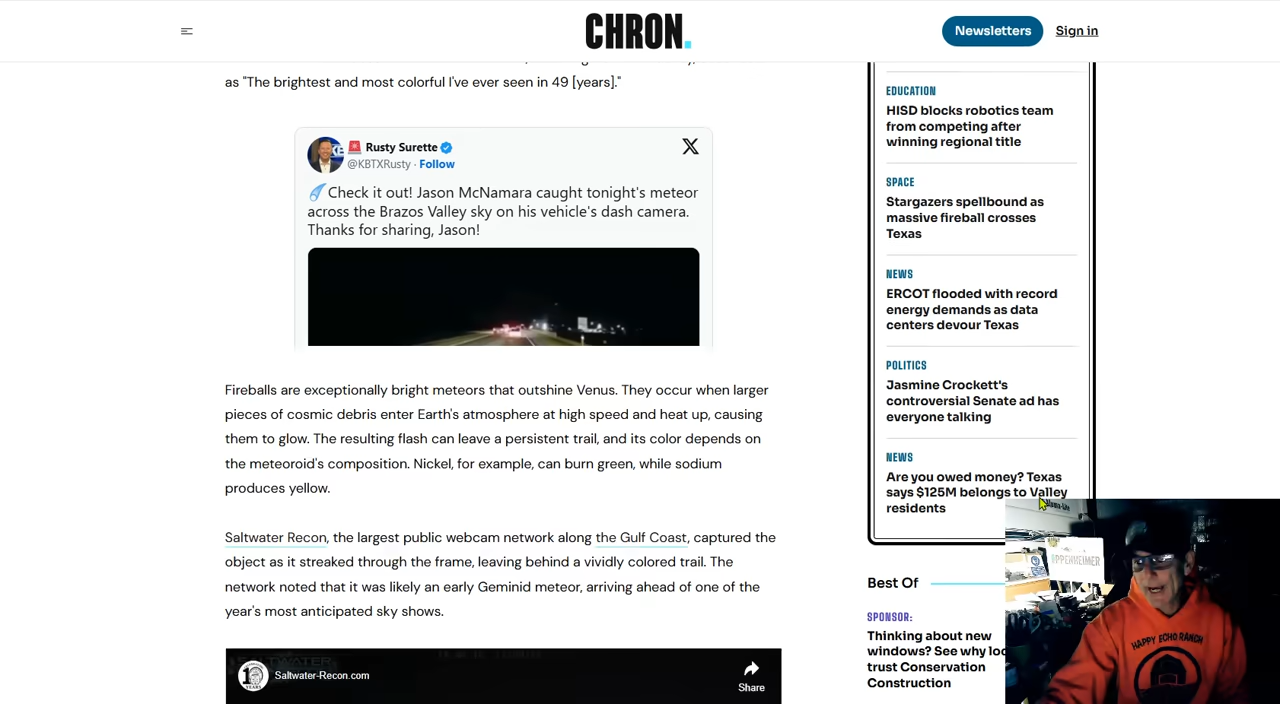 CHRON.
Newsletters
Sign in
as "The brightest and most colorful I've ever seen in 49 [years]."
Rusty Surette
@KBTXRusty · Follow
Check it out! Jason McNamara caught tonight's meteor
across the Brazos Valley sky on his vehicle's dash camera.
Thanks for sharing, Jason!
Fireballs are exceptionally bright meteors that outshine Venus. They occur when larger
pieces of cosmic debris enter Earth's atmosphere at high speed and heat up, causing
them to glow. The resulting flash can leave a persistent trail, and its color depends on
the meteoroid's composition. Nickel, for example, can burn green, while sodium
produces yellow.
Saltwater Recon, the largest public webcam network along the Gulf Coast, captured the
object as it streaked through the frame, leaving behind a vividly colored trail. The
network noted that it was likely an early Geminid meteor, arriving ahead of one of the
year's most anticipated sky shows.
SALTWATER
10
YEARS
Saltwater-Recon.com
Share
EDUCATION
HISD blocks robotics team
from competing after
winning regional title
SPACE
Stargazers spellbound as
massive fireball crosses
Texas
NEWS
ERCOT flooded with record
energy demands as data
centers devour Texas
POLITICS
Jasmine Crockett's
controversial Senate ad has
everyone talking
NEWS
Are you owed money? Texas
says $125M belongs to Valley
residents
Best Of
SPONSOR:
Thinking about new
windows? See why
trust Conservation
Construction
OPPENHEIMER
HAPPY ECHO RANCH